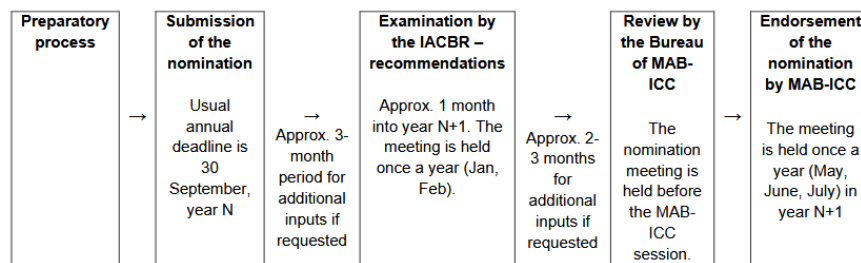 Preparatory
process
→
Submission
of the
nomination
Usual
annual
deadline is
30
September,
year N
→
Approx. 3-
month
period for
additional
inputs if
requested
Examination by
the IACBR –
recommendations
Approx. 1 month
into year N+1. The
meeting is held
once a year (Jan,
Feb).
→
Approx. 2-
3 months
for
additional
inputs if
requested
Review by
the Bureau
of MAB-
ICC
The
nomination
meeting is
held before
the MAB-
ICC
session.
→
Endorsement
of the
nomination
by MAB-ICC
The meeting
is held once a
year (May,
June, July) in
year N+1